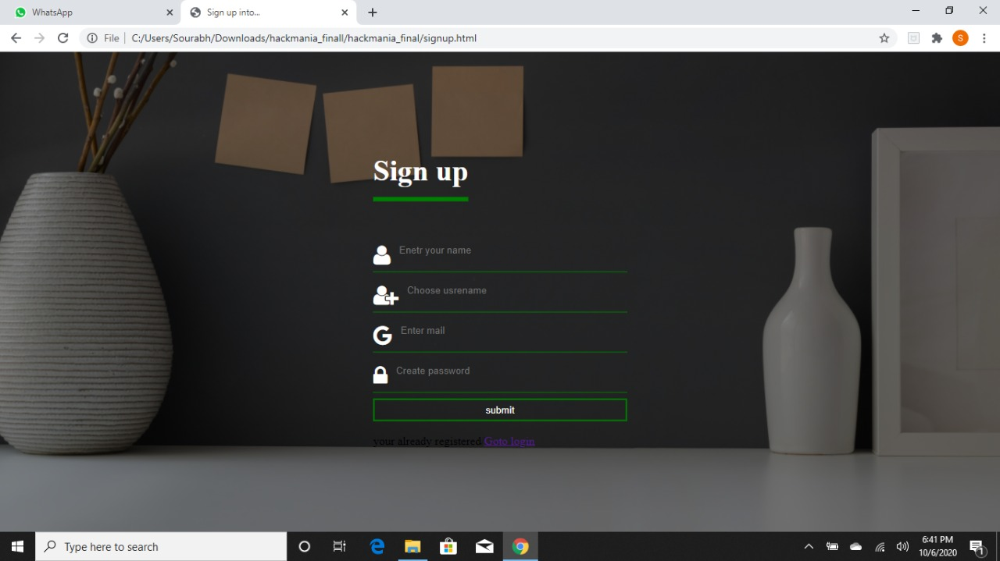 WhatsApp
Sign up into...
File C:/Users/Sourabh/Downloads/hackmania_finall/hackmania_final/signup.html
S
Sign up
Enetr your name
Choose usrename
Enter mail
Create password
submit
your already registered Goto login
Type here to search
6:41 PM
10/6/2020
1